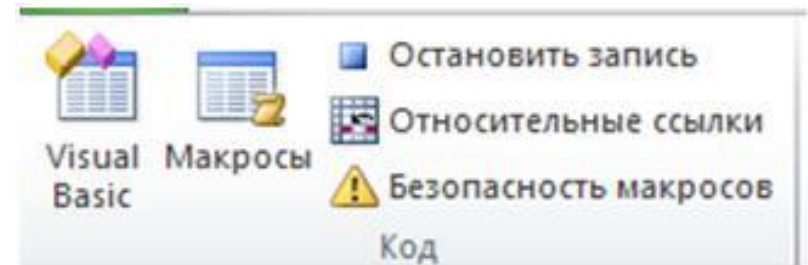 Visual
Basic
Макросы
Остановить запись
Относительные ссылки
Безопасность макросов
Код